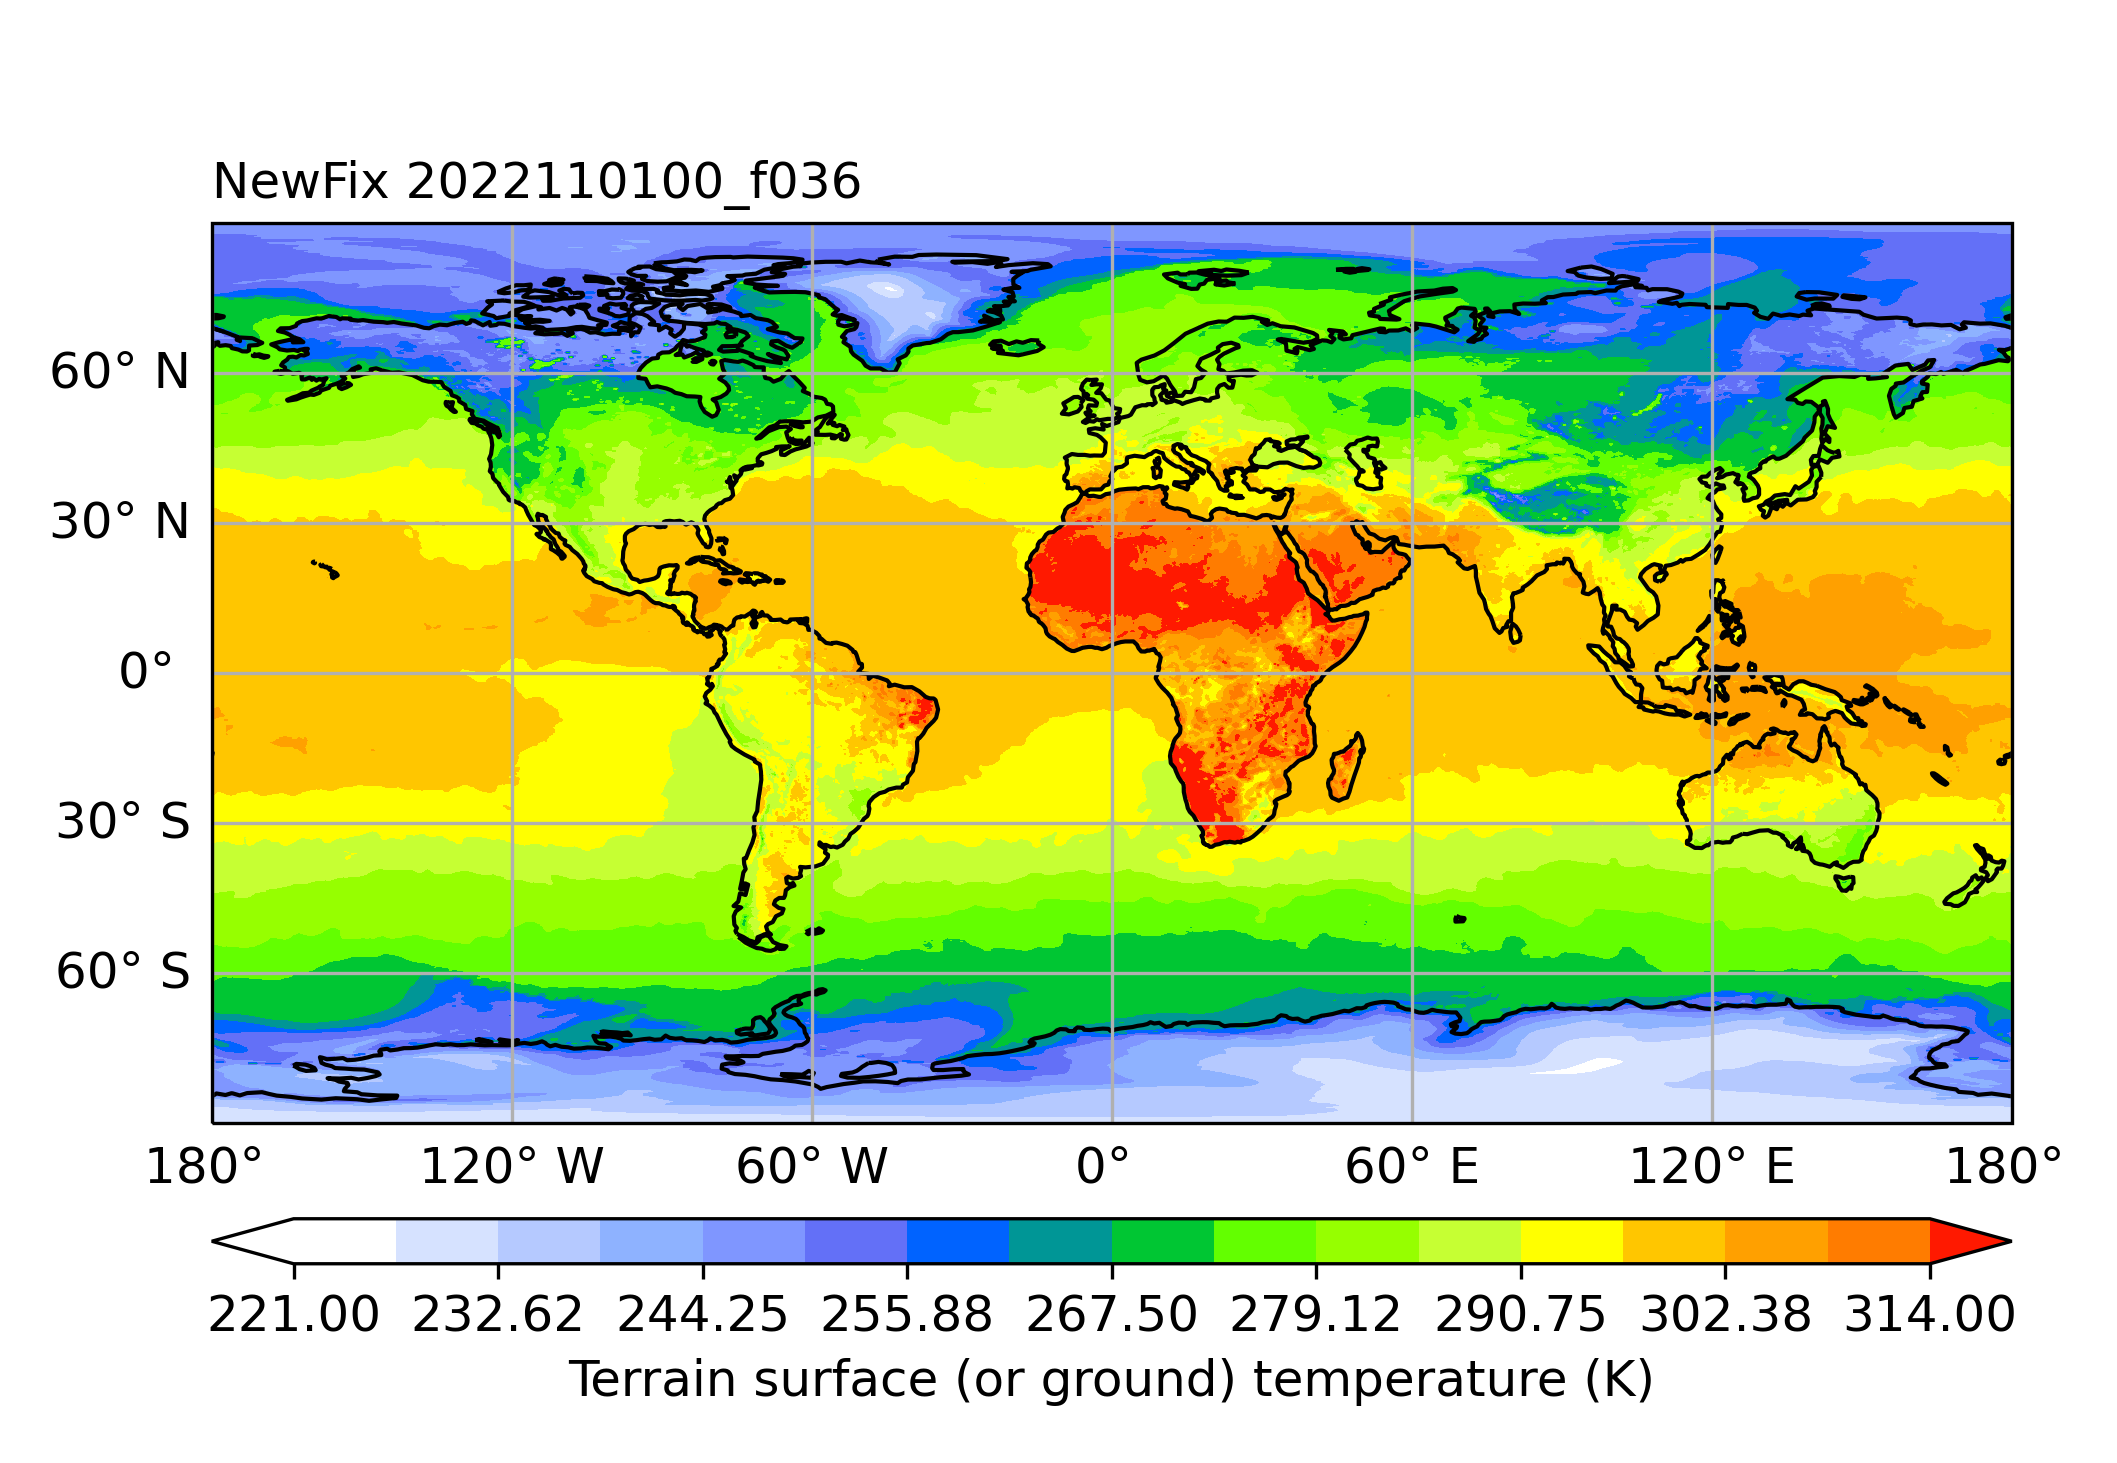 NewFix 2022110100_f036
60° N
30° N
0°
30° S
60° S
180° 120° W 60° W 0° 60° E 120° E 180°
221.00 232.62 244.25 255.88 267.50 279.12 290.75 302.38 314.00
Terrain surface (or ground) temperature (K)